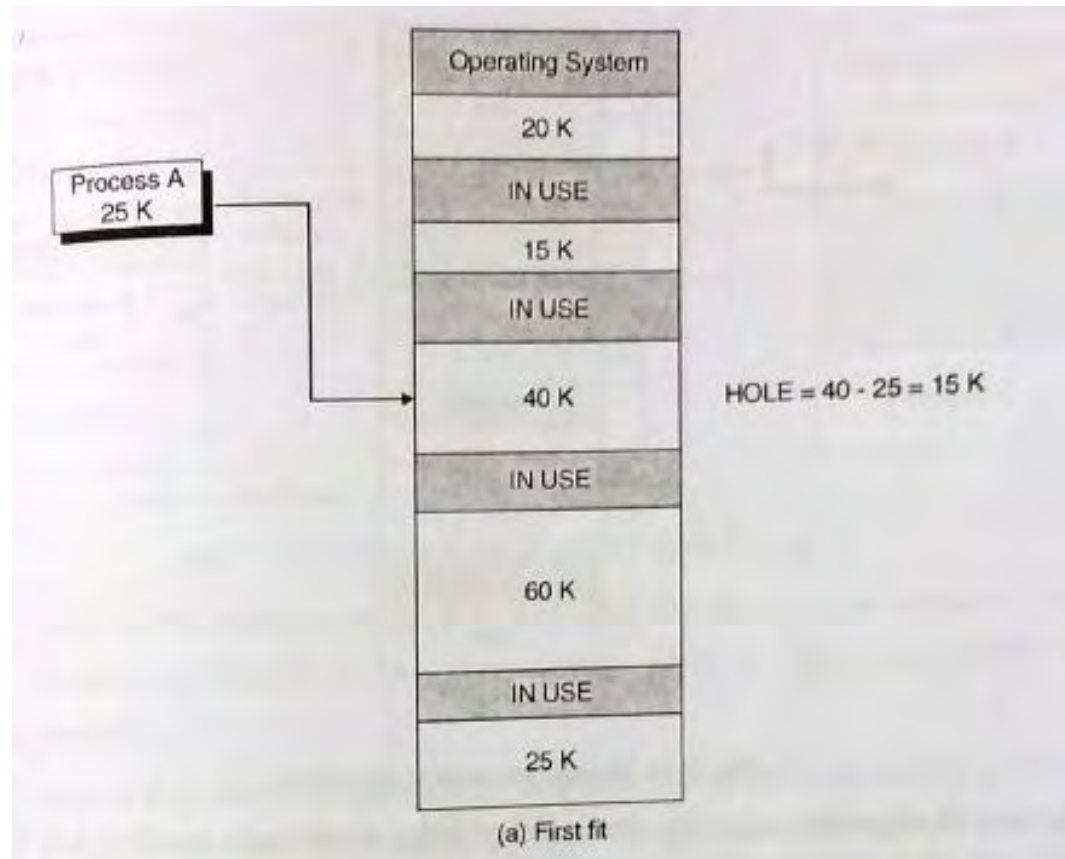 Operating System
20 K
Process A
25 K
IN USE
15 K
IN USE
40 K
HOLE = 40 - 25 = 15 K
IN USE
60 K
IN USE
25 K
(a) First fit